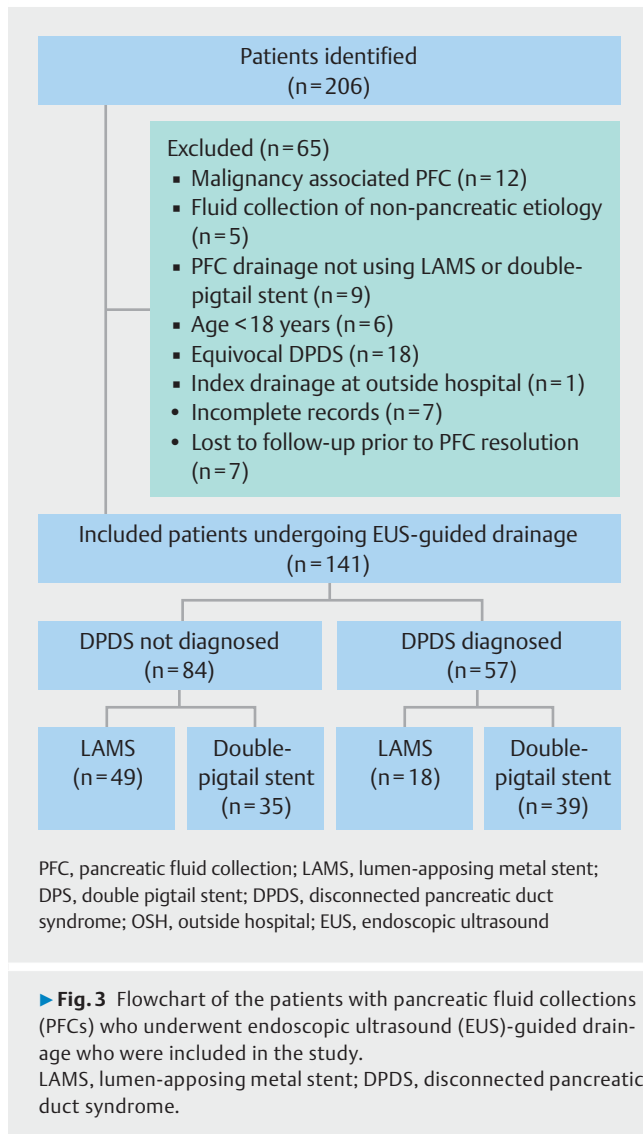 Patients identified
(n=206)
Excluded (n=65)
▪ Malignancy associated PFC (n=12)
▪ Fluid collection of non-pancreatic etiology
(n=5)
▪ PFC drainage not using LAMS or double-
pigtail stent (n=9)
▪ Age <18 years (n=6)
▪ Equivocal DPDS (n=18)
▪ Index drainage at outside hospital (n=1)
• Incomplete records (n=7)
• Lost to follow-up prior to PFC resolution
(n=7)
Included patients undergoing EUS-guided drainage
(n=141)
DPDS not diagnosed
(n=84)
DPDS diagnosed
(n=57)
LAMS
(n=49)
Double-
pigtail stent
(n=35)
LAMS
(n=18)
Double-
pigtail stent
(n=39)
PFC, pancreatic fluid collection; LAMS, lumen-apposing metal stent;
DPS, double pigtail stent; DPDS, disconnected pancreatic duct
syndrome; OSH, outside hospital; EUS, endoscopic ultrasound
▶ Fig. 3 Flowchart of the patients with pancreatic fluid collections
(PFCs) who underwent endoscopic ultrasound (EUS)-guided drain-
age who were included in the study.
LAMS, lumen-apposing metal stent; DPDS, disconnected pancreatic
duct syndrome.